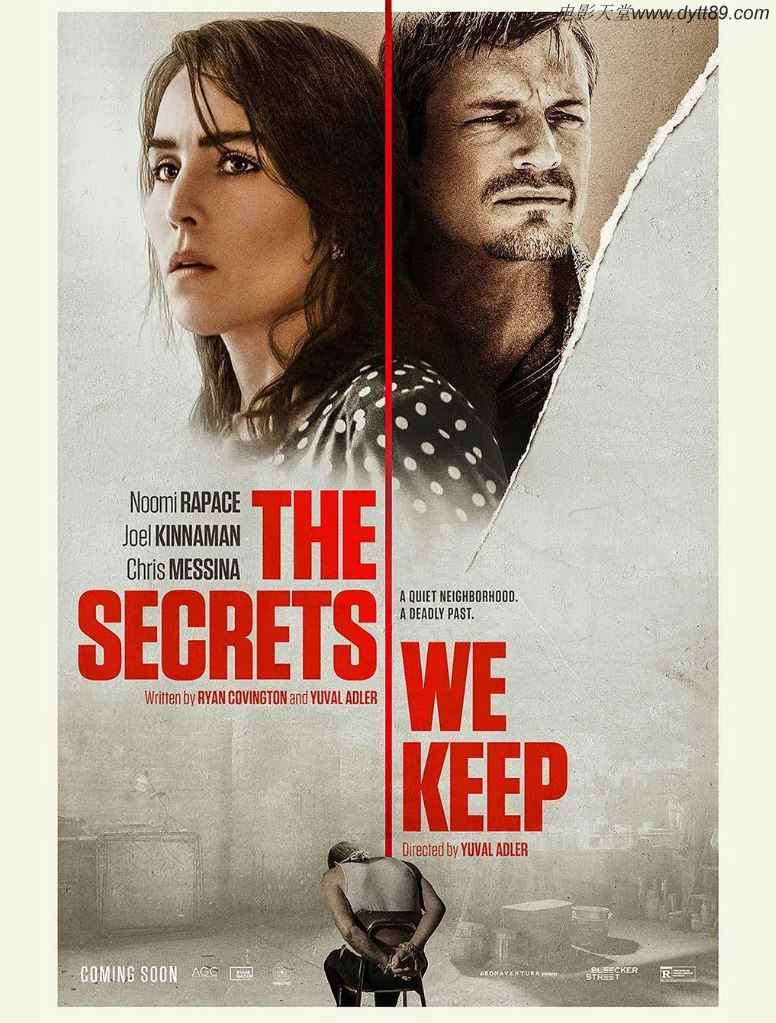 电影天堂www.dytt89.com
Noomi RAPACE
Joel KINNAMAN
Chris MESSINA
THE
SECRETS
Written by RYAN COVINGTON and YUVAL ADLER
A QUIET NEIGHBORHOOD.
A DEADLY PAST.
WE
KEEP
Directed by YUVAL ADLER
COMING SOON
AGC
BLEECKER
STREET
R